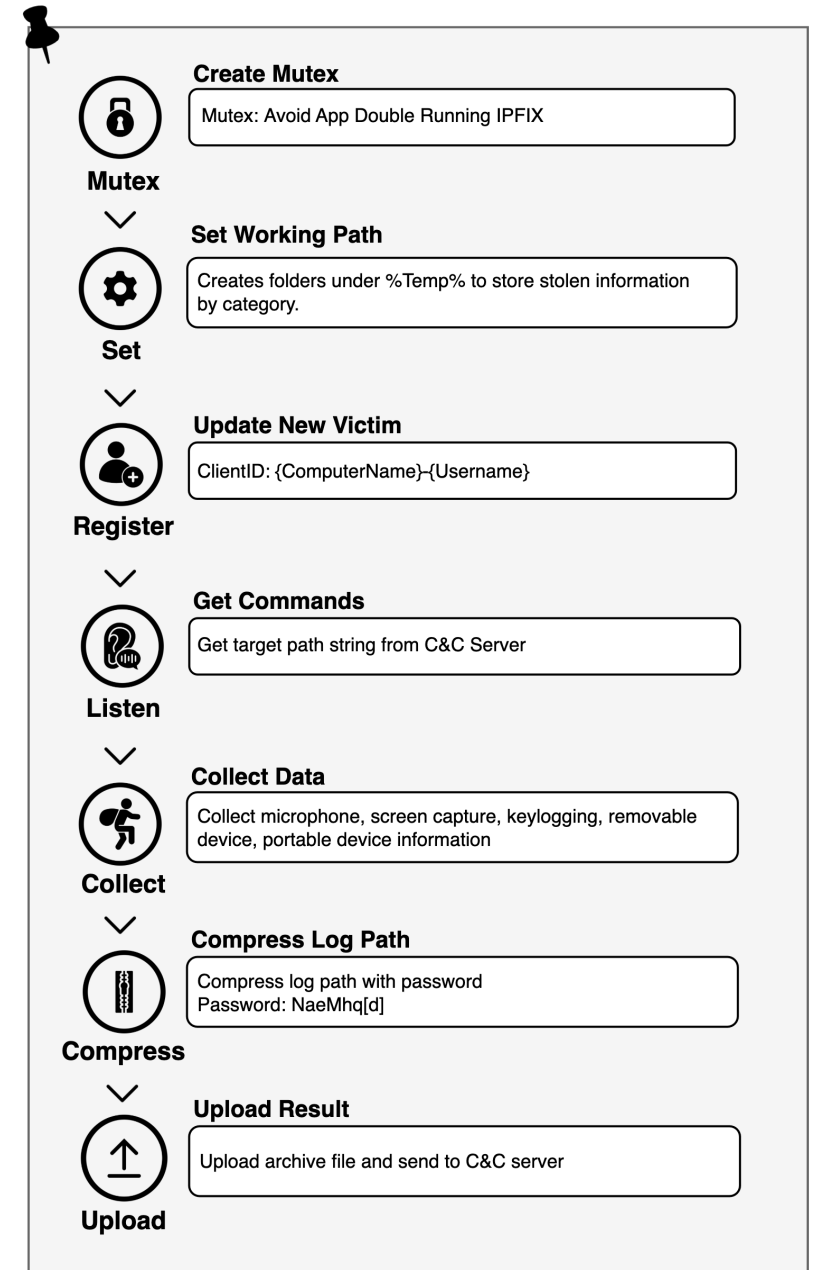 Create Mutex
Mutex: Avoid App Double Running IPFIX
Mutex
Set Working Path
Creates folders under %Temp% to store stolen information
by category.
Set
Update New Victim
ClientID: {ComputerName}-{Username}
Register
Get Commands
Get target path string from C&C Server
Listen
Collect Data
Collect microphone, screen capture, keylogging, removable
device, portable device information
Collect
Compress Log Path
Compress log path with password
Password: NaeMhq[d]
Compress
Upload Result
Upload archive file and send to C&C server
Upload